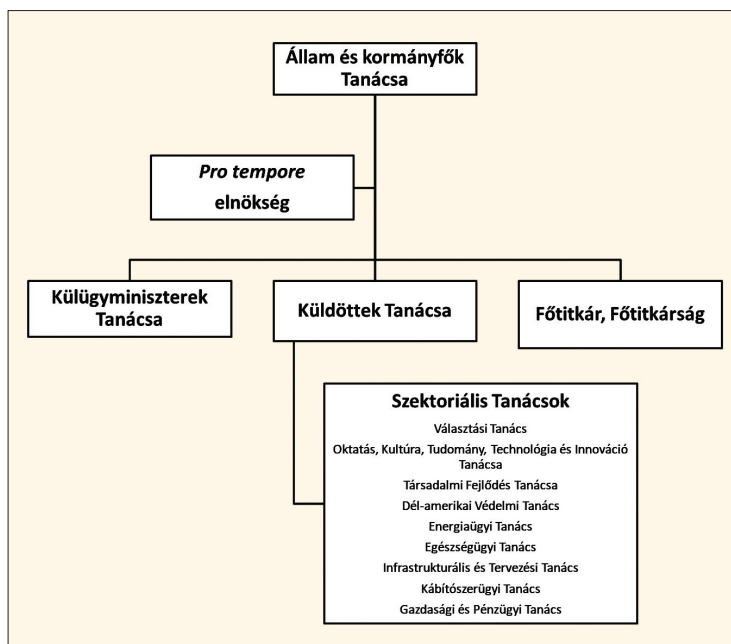 Állam és kormányfők
Tanácsa
Pro tempore
elnökség
Külügyminiszterek
Tanácsa
Küldöttek Tanácsa
Főtitkár, Főtitkárság
Szektoriális Tanácsok
Választási Tanács
Oktatás, Kultúra, Tudomány, Technológia és Innováció
Tanácsa
Társadalmi Fejlődés Tanácsa
Dél-amerikai Védelmi Tanács
Energiaügyi Tanács
Egészségügyi Tanács
Infrastrukturális és Tervezési Tanács
Kábítószerügyi Tanács
Gazdasági és Pénzügyi Tanács